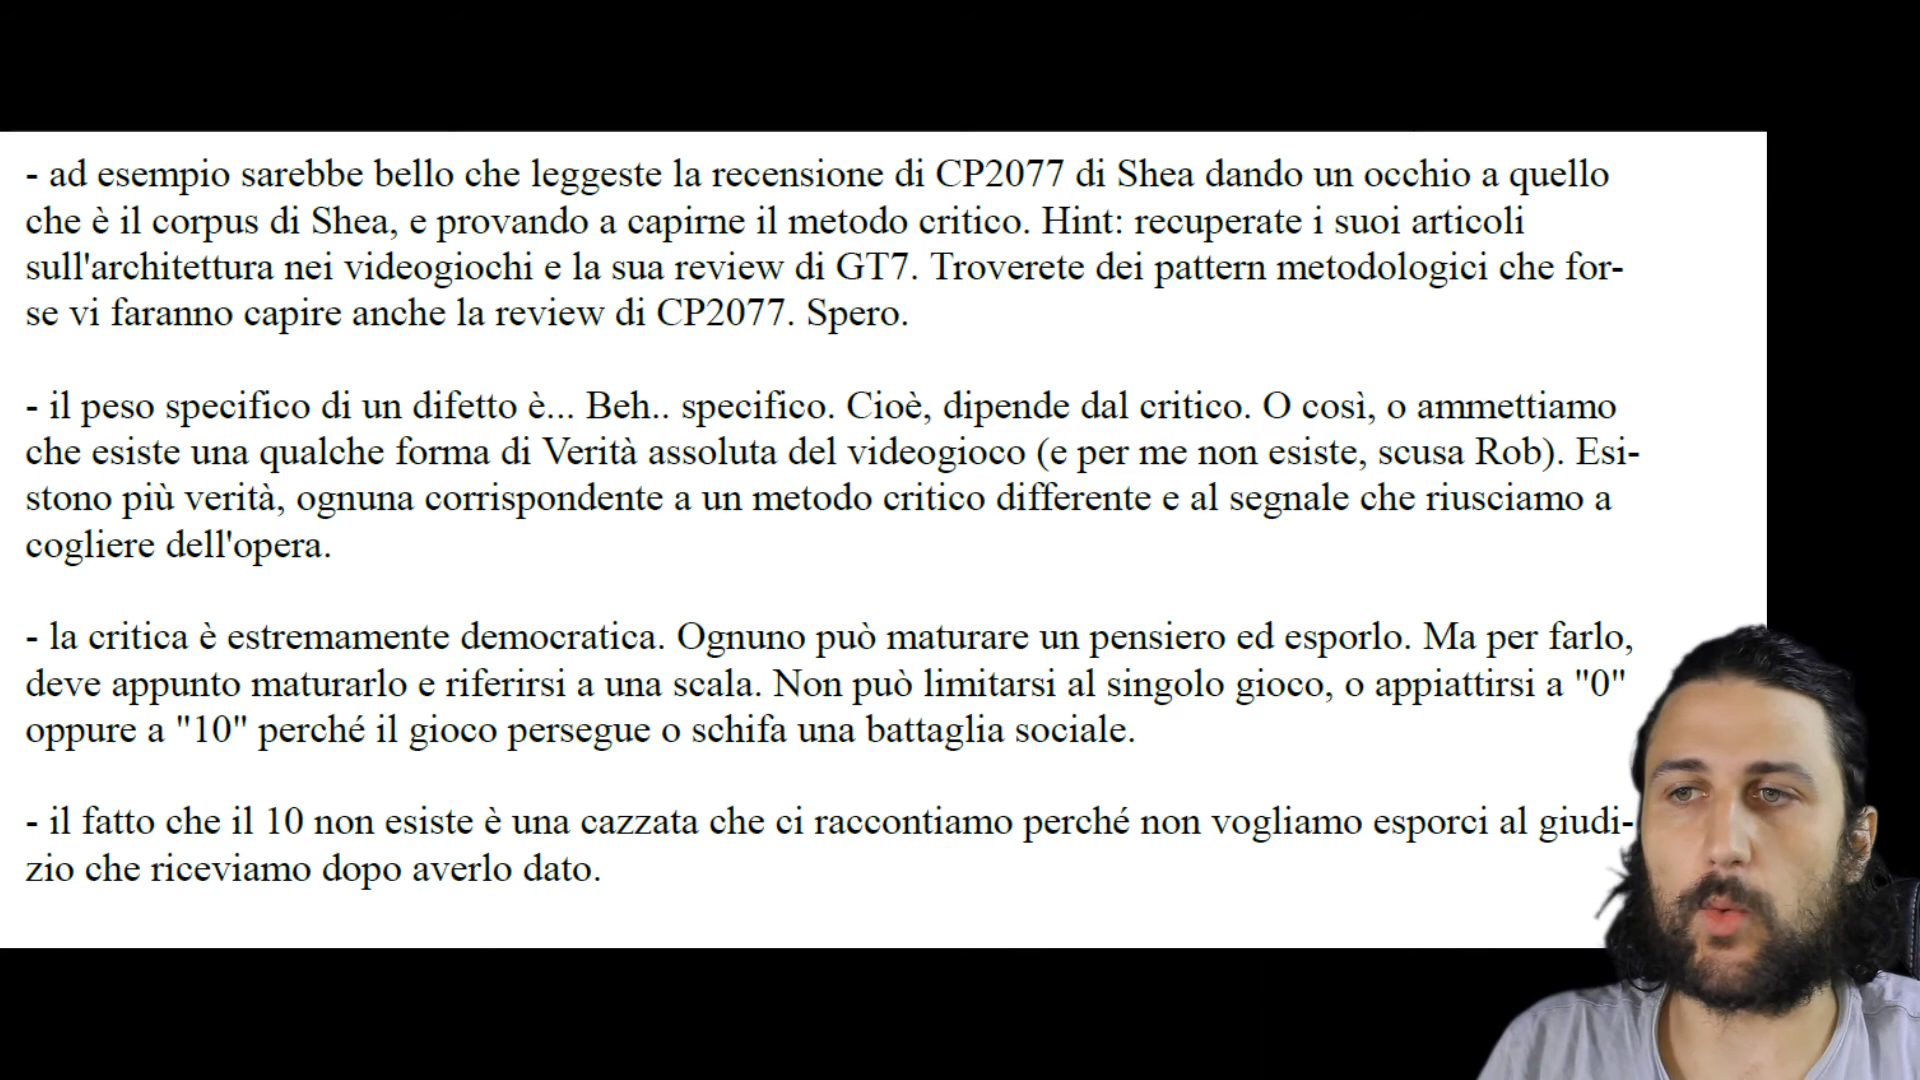 - ad esempio sarebbe bello che leggeste la recensione di CP2077 di Shea dando un occhio a quello
che è il corpus di Shea, e provando a capirne il metodo critico. Hint: recuperate i suoi articoli
sull'architettura nei videogiochi e la sua review di GT7. Troverete dei pattern metodologici che for-
se vi faranno capire anche la review di CP2077. Spero.
- il peso specifico di un difetto è... Beh.. specifico. Cioè, dipende dal critico. O così, o ammettiamo
che esiste una qualche forma di Verità assoluta del videogioco (e per me non esiste, scusa Rob). Esi-
stono più verità, ognuna corrispondente a un metodo critico differente e al segnale che riusciamo a
cogliere dell'opera.
- la critica è estremamente democratica. Ognuno può maturare un pensiero ed esporlo. Ma per farlo,
deve appunto maturarlo e riferirsi a una scala. Non può limitarsi al singolo gioco, o appiattirsi a "0"
oppure a "10" perché il gioco persegue o schifa una battaglia sociale.
- il fatto che il 10 non esiste è una cazzata che ci raccontiamo perché non vogliamo esporci al giudi-
zio che riceviamo dopo averlo dato.